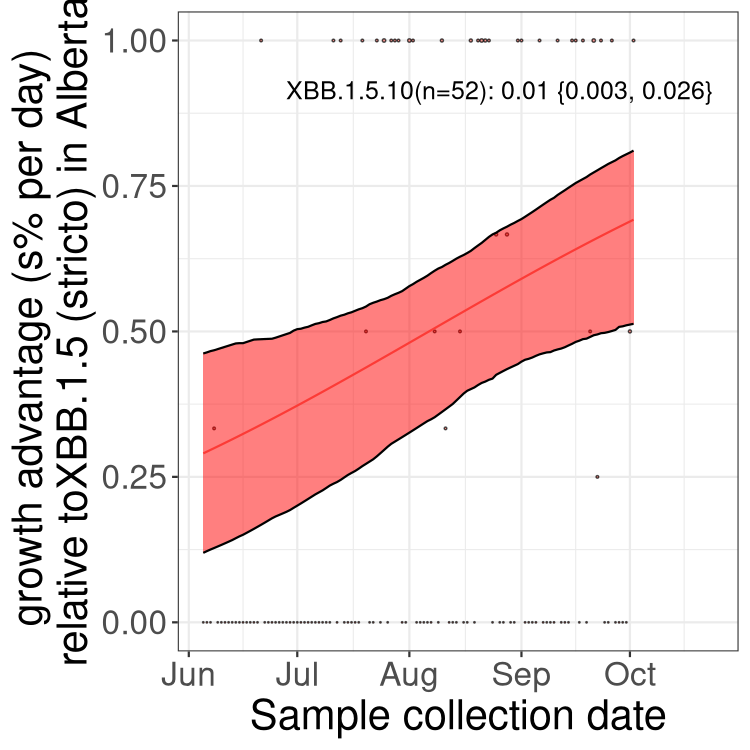 growth advantage (s% per day)
relative toXBB.1.5 (stricto) in Alberta
1.00
0.75
0.50
0.25
0.00
XBB.1.5.10(n=52): 0.01 {0.003, 0.026}
Jun Jul Aug Sep Oct
Sample collection date